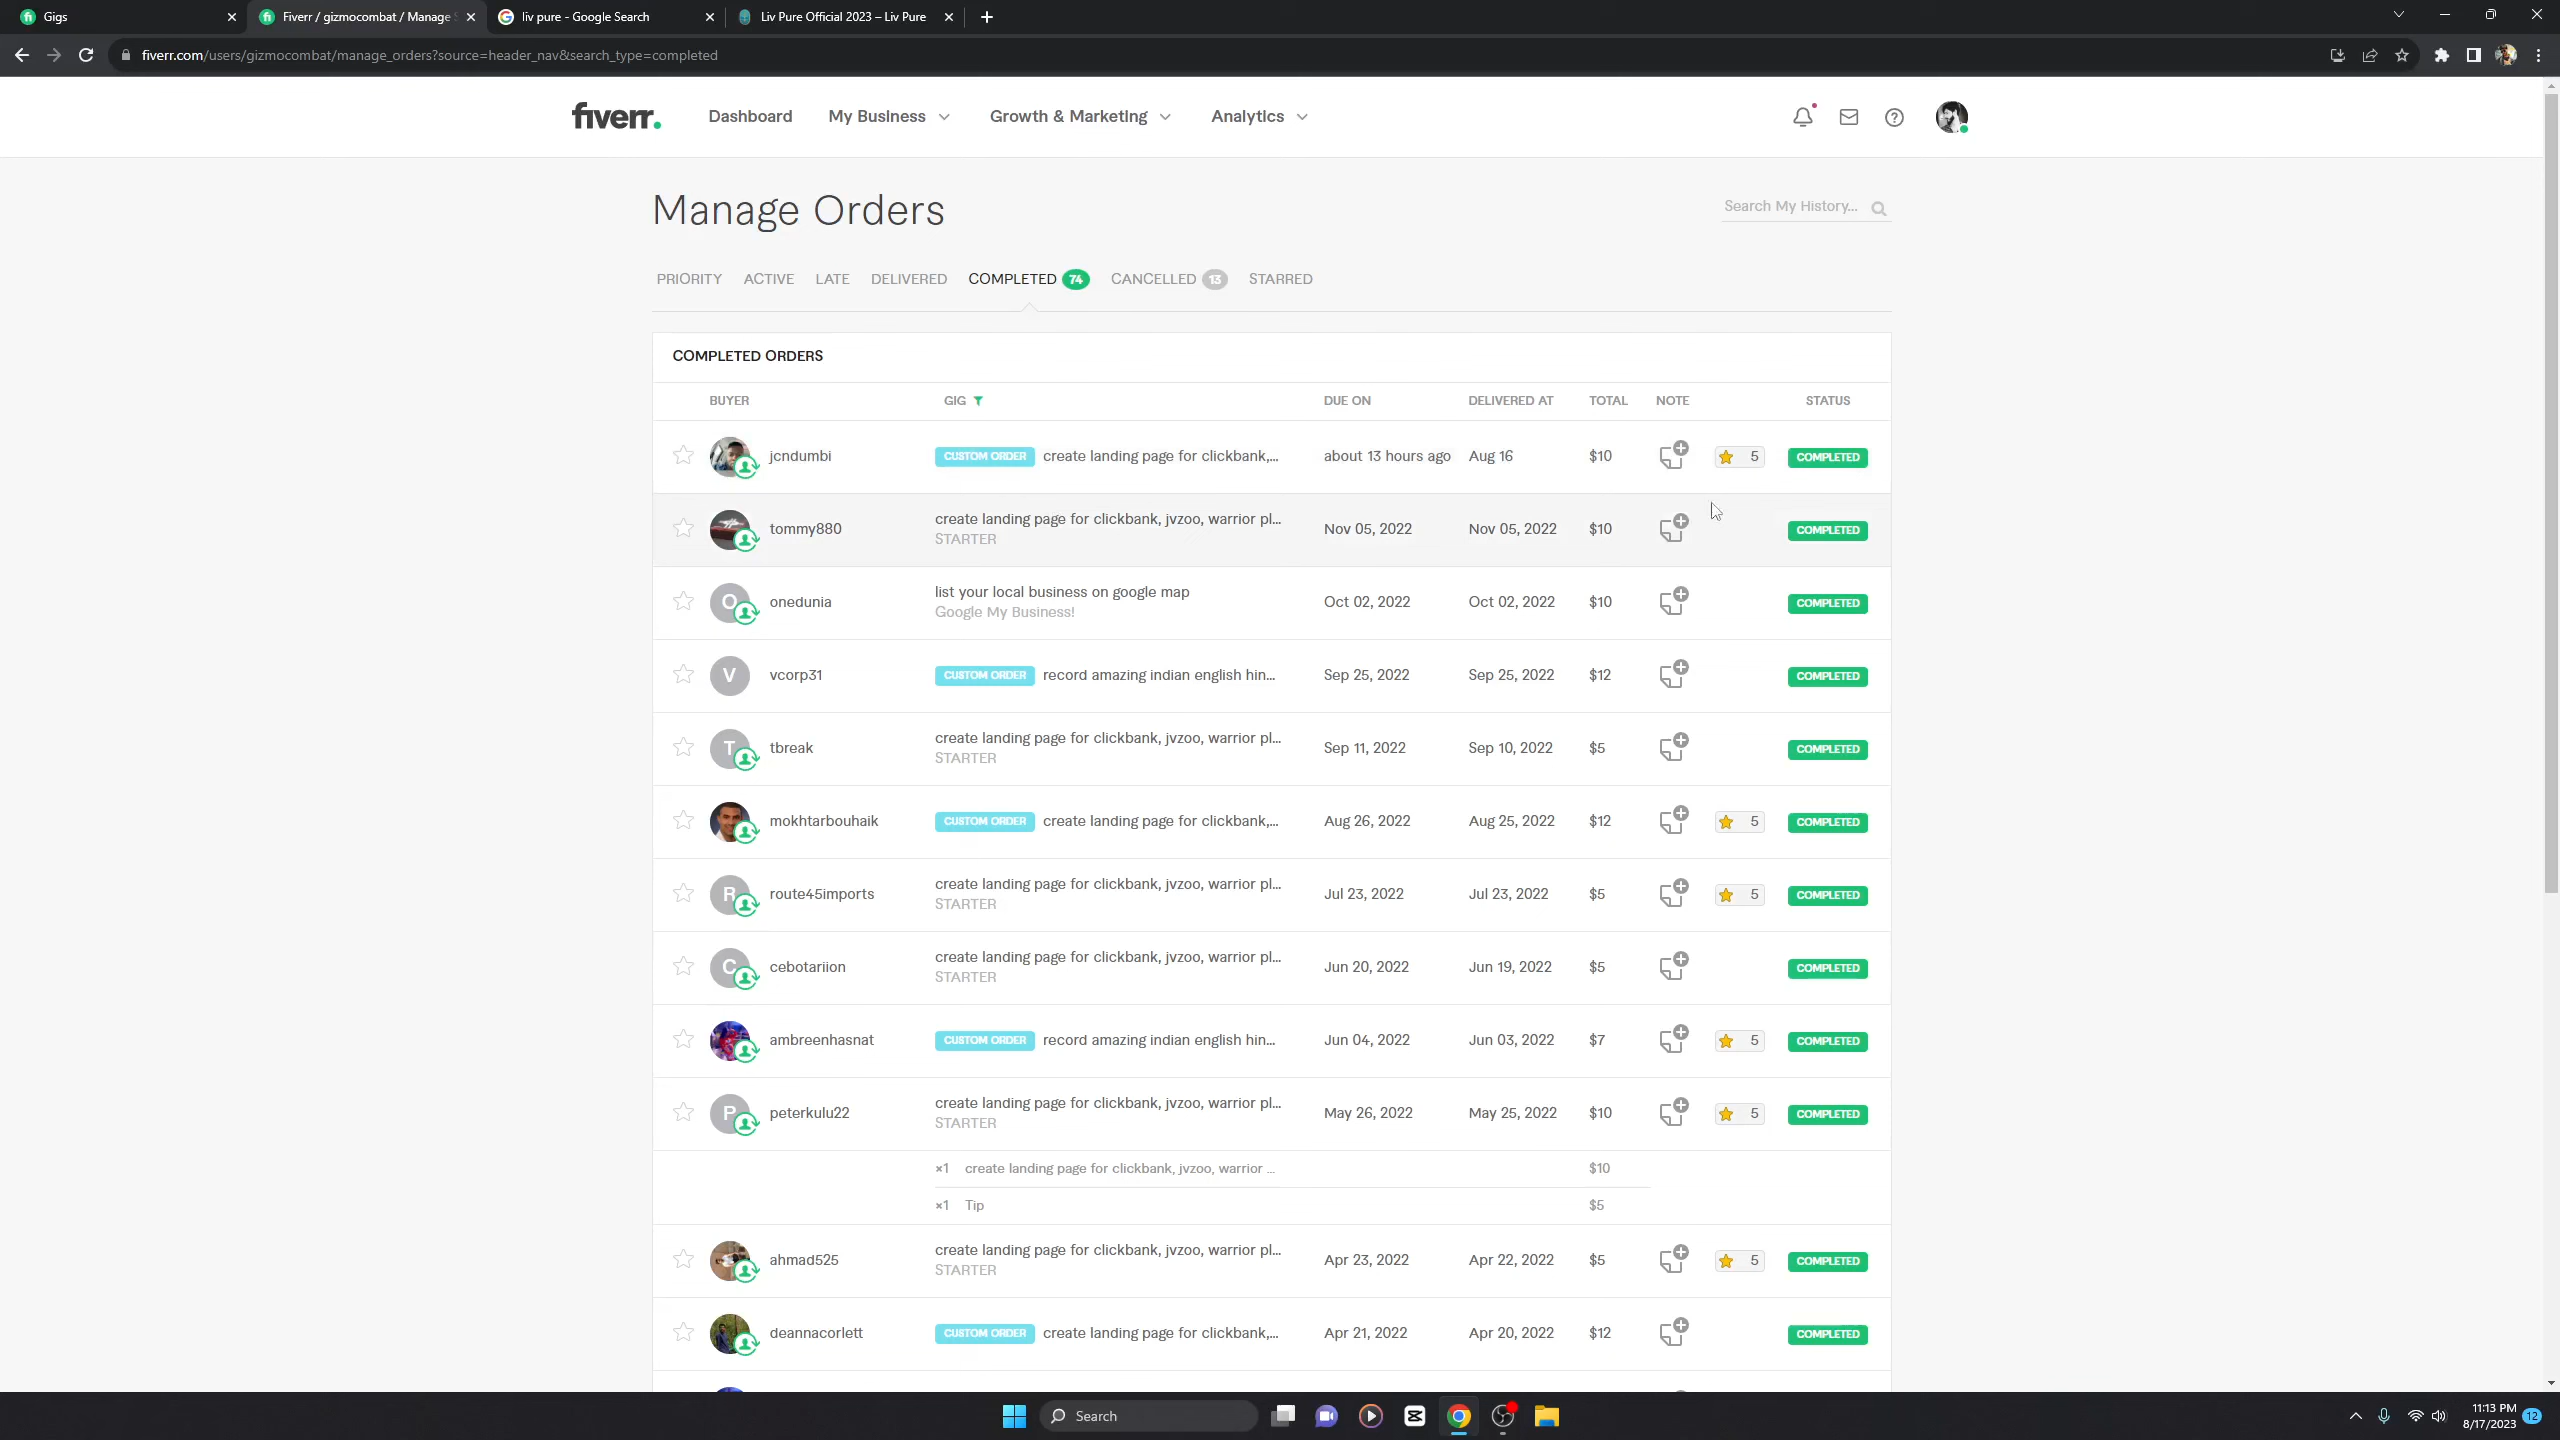 Gigs
Fiverr / gizmocombat / Manage S
liv pure - Google Search
Liv Pure Official 2023 – Liv Pure
fiverr.com/users/gizmocombat/manage_orders?source=header_nav&search_type=completed
fiverr.
Dashboard
My Business
Growth & Marketing
Analytics
Manage Orders
Search My History...
PRIORITY
ACTIVE
LATE
DELIVERED
COMPLETED 74
CANCELLED 13
STARRED
COMPLETED ORDERS
BUYER GIG DUE ON DELIVERED AT TOTAL NOTE STATUS
jcndumbi CUSTOM ORDER create landing page for clickbank,... about 13 hours ago Aug 16 $10 5 COMPLETED
tommy880 create landing page for clickbank, jvzoo, warrior pl... Nov 05, 2022 Nov 05, 2022 $10 COMPLETED
STARTER
O onedunia list your local business on google map Oct 02, 2022 Oct 02, 2022 $10 COMPLETED
Google My Business!
V vcorp31 CUSTOM ORDER record amazing indian english hin... Sep 25, 2022 Sep 25, 2022 $12 COMPLETED
T tbreak create landing page for clickbank, jvzoo, warrior pl... Sep 11, 2022 Sep 10, 2022 $5 COMPLETED
STARTER
mokhtarbouhaik CUSTOM ORDER create landing page for clickbank,... Aug 26, 2022 Aug 25, 2022 $12 5 COMPLETED
R route45imports create landing page for clickbank, jvzoo, warrior pl... Jul 23, 2022 Jul 23, 2022 $5 5 COMPLETED
STARTER
C cebotariion create landing page for clickbank, jvzoo, warrior pl... Jun 20, 2022 Jun 19, 2022 $5 COMPLETED
STARTER
ambreenhasnat CUSTOM ORDER record amazing indian english hin... Jun 04, 2022 Jun 03, 2022 $7 5 COMPLETED
P peterkulu22 create landing page for clickbank, jvzoo, warrior pl... May 26, 2022 May 25, 2022 $10 5 COMPLETED
STARTER
×1 create landing page for clickbank, jvzoo, warrior ... $10
×1 Tip $5
ahmad525 create landing page for clickbank, jvzoo, warrior pl... Apr 23, 2022 Apr 22, 2022 $5 5 COMPLETED
STARTER
deannacorlett CUSTOM ORDER create landing page for clickbank,... Apr 21, 2022 Apr 20, 2022 $12 COMPLETED
Search
11:13 PM
8/17/2023
12